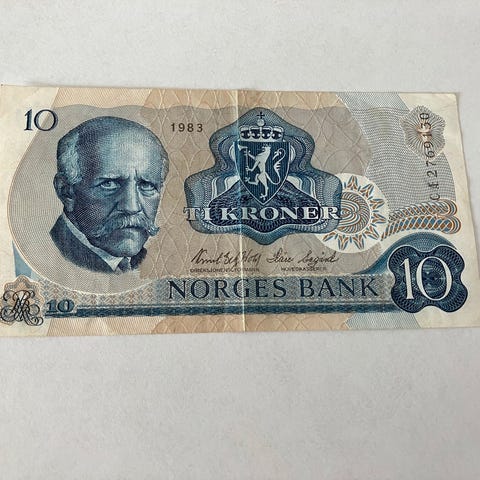 10
1983
TI KRONER
DIREKSJONENS FORMANN HOVEDKASSERER
NORGES BANK
10
10